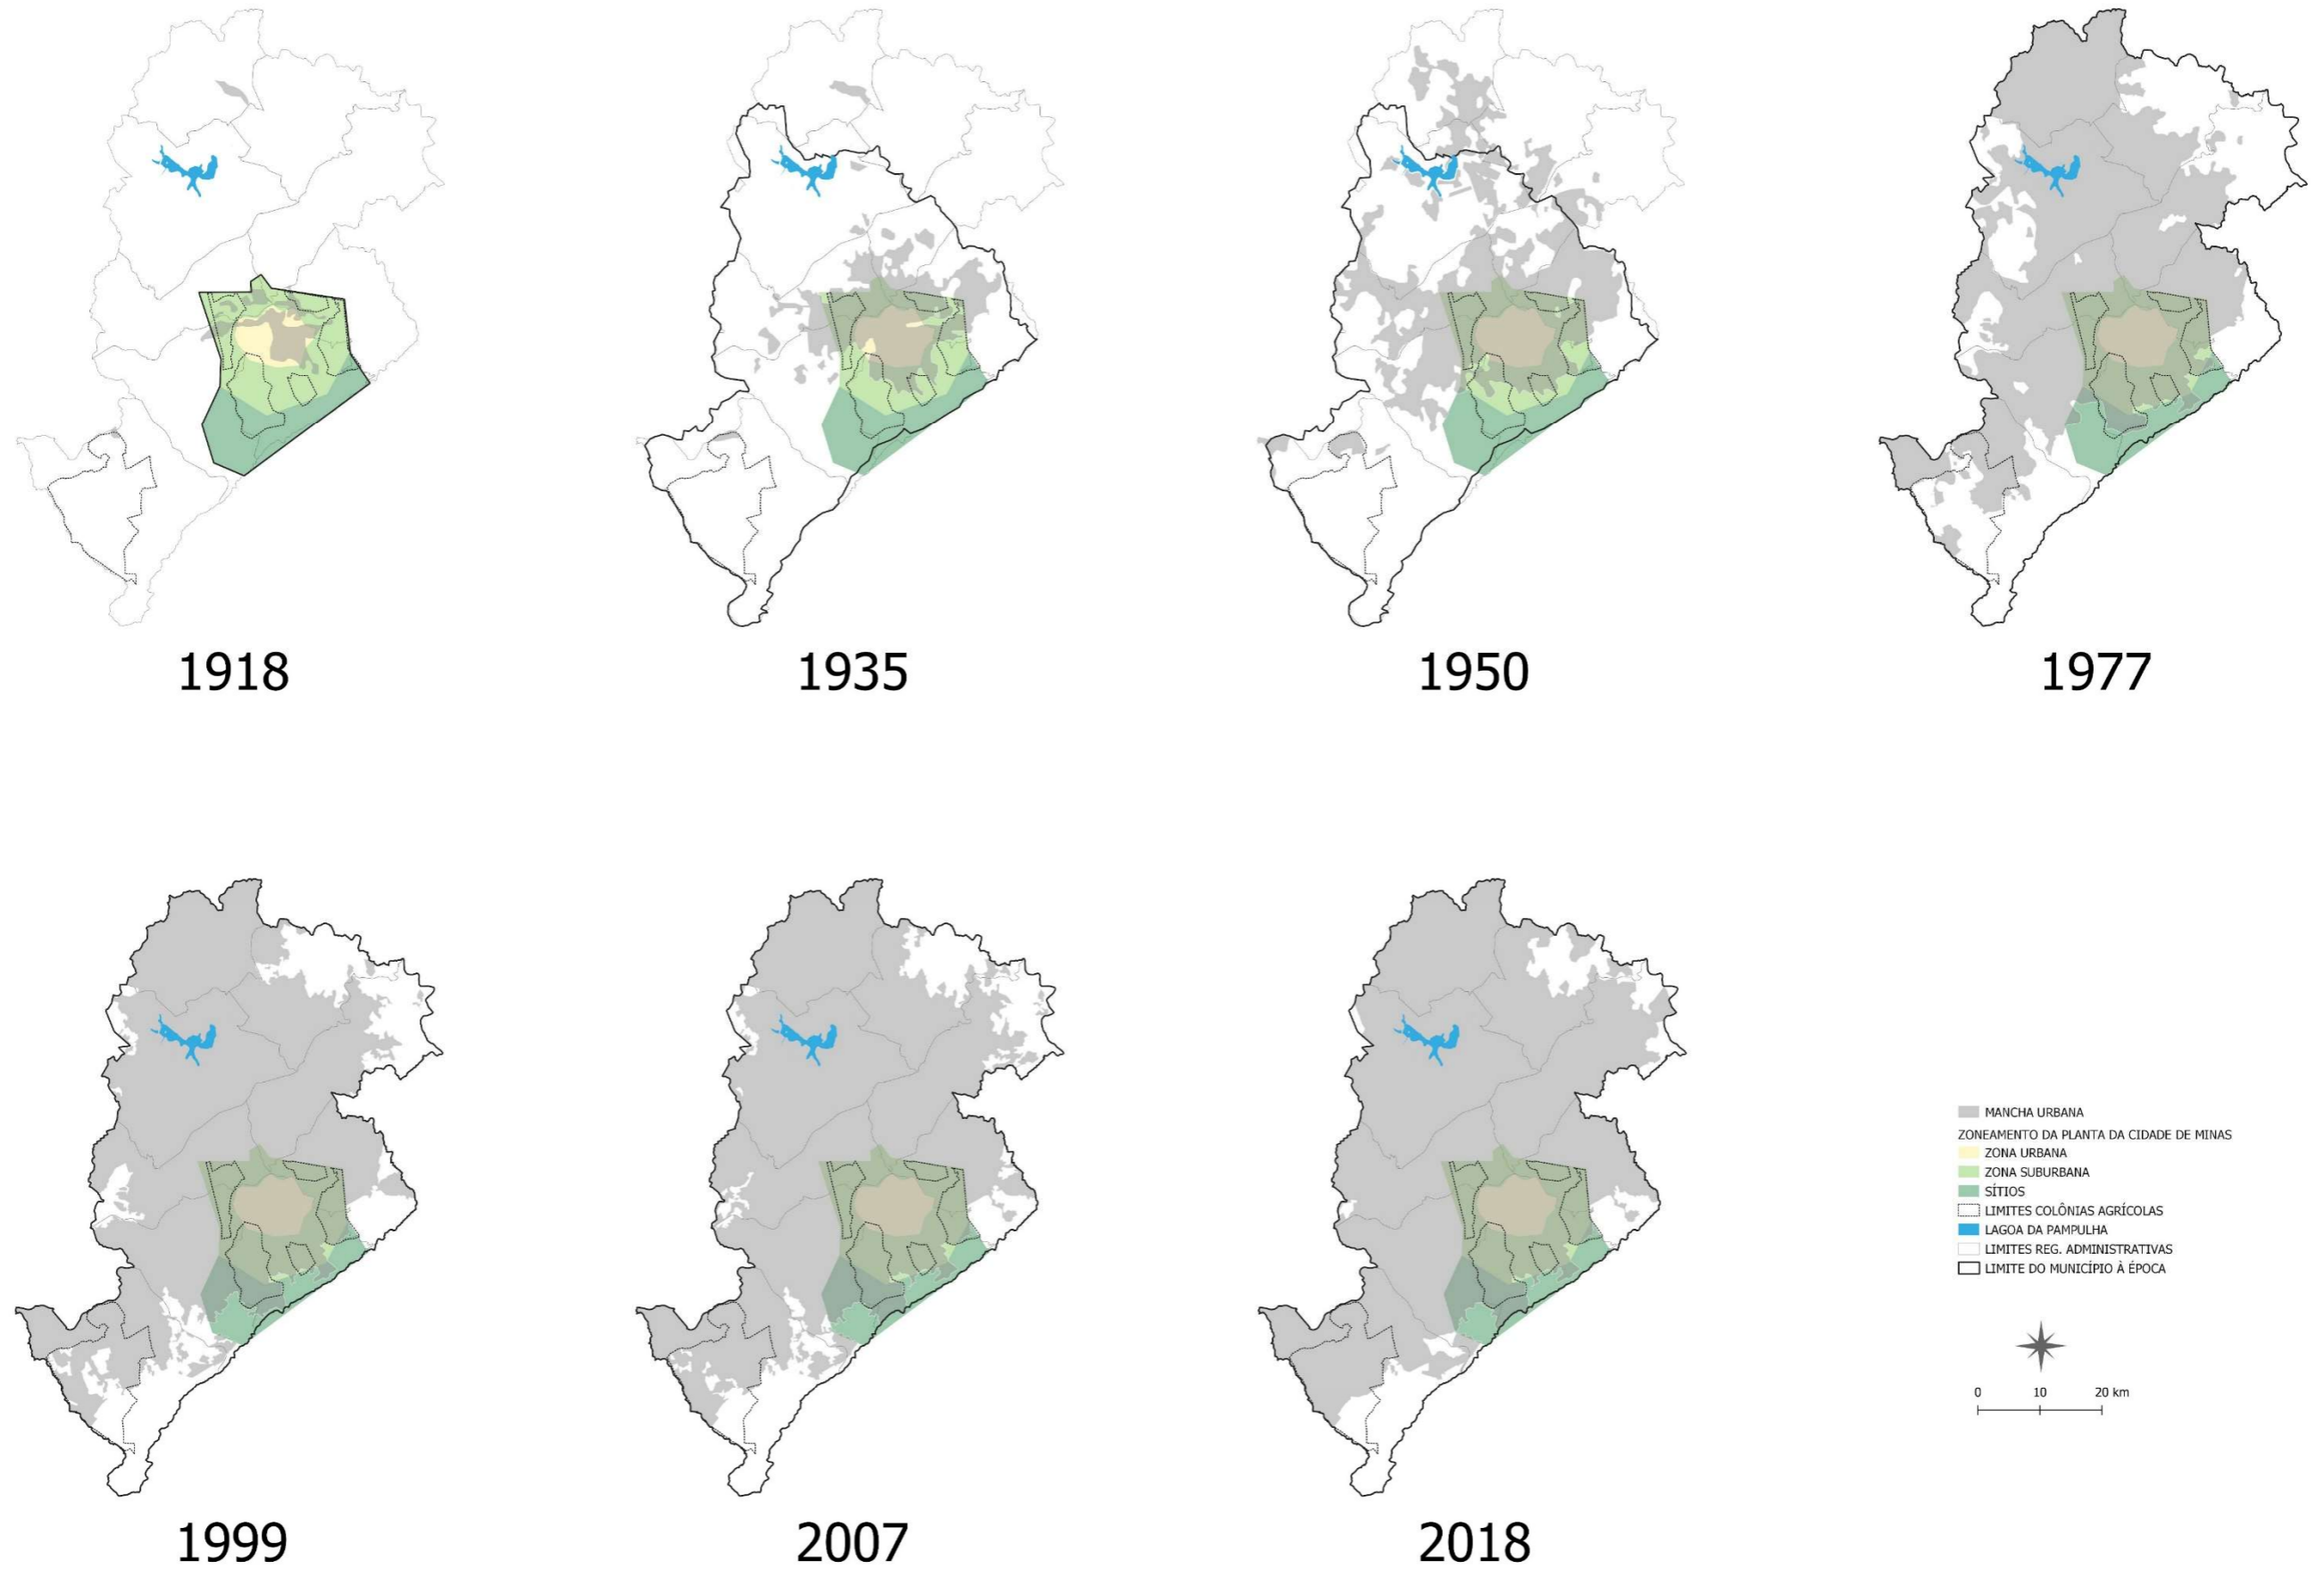 1918
1935
1950
1977
1999
2007
2018
MANCHA URBANA
ZONEAMENTO DA PLANTA DA CIDADE DE MINAS
ZONA URBANA
ZONA SUBURBANA
SÍTIOS
LIMITES COLÔNIAS AGRÍCOLAS
LAGOA DA PAMPULHA
LIMITES REG. ADMINISTRATIVAS
LIMITE DO MUNICÍPIO À ÉPOCA
0 10 20 km